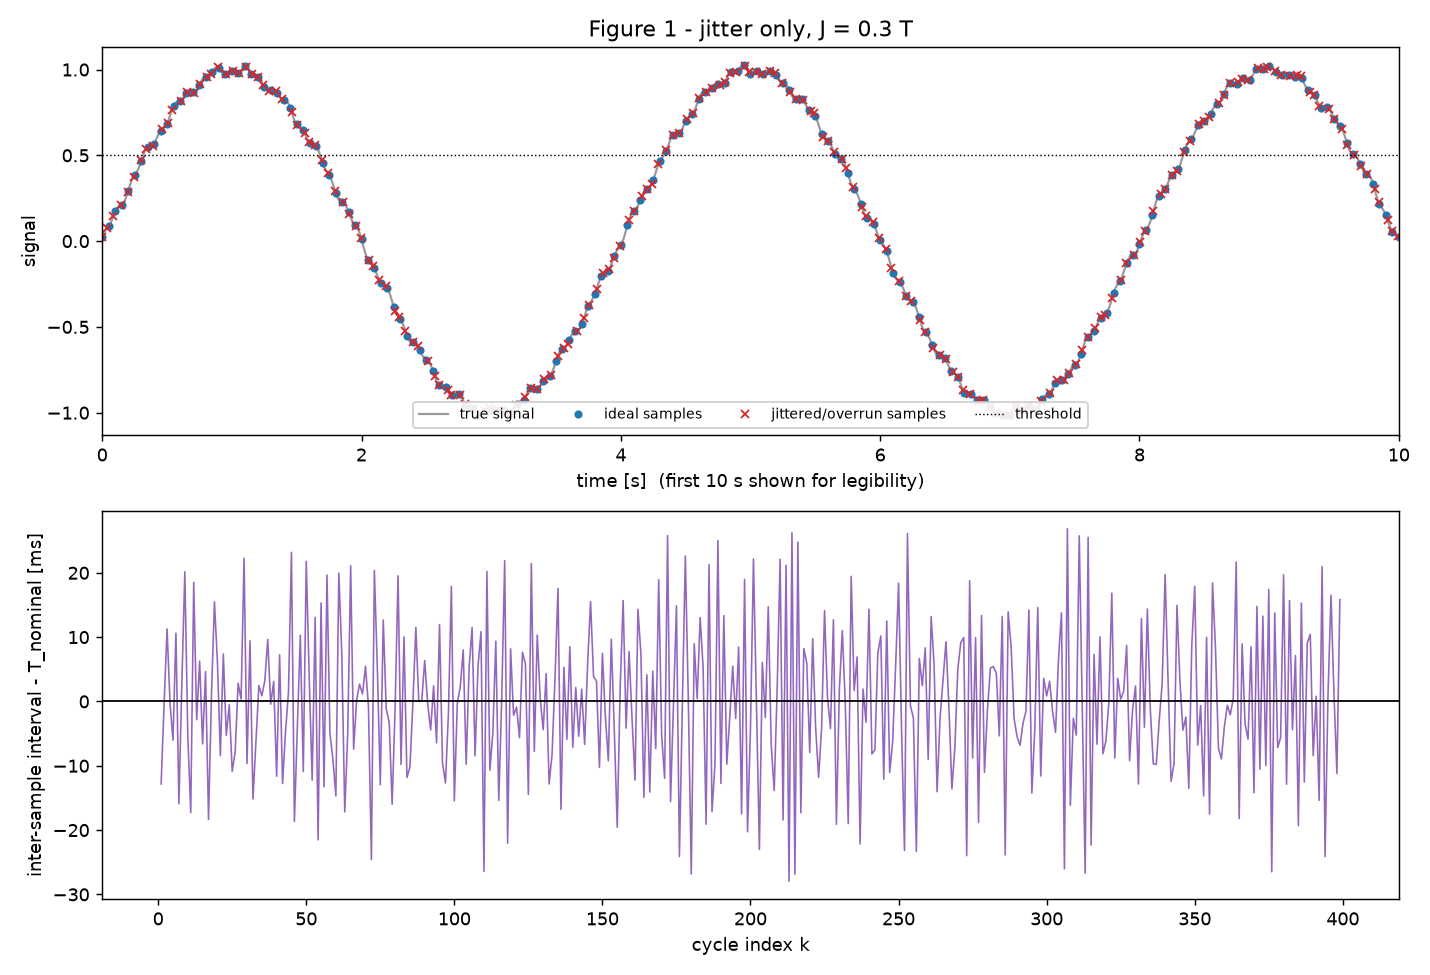 Figure 1 - jitter only, J = 0.3 T
signal
1.0
0.5
0.0
−0.5
−1.0
true signal ideal samples jittered/overrun samples threshold
0 2 4 6 8 10
time [s]  (first 10 s shown for legibility)
inter-sample interval - T_nominal [ms]
20
10
0
−10
−20
−30
0 50 100 150 200 250 300 350 400
cycle index k